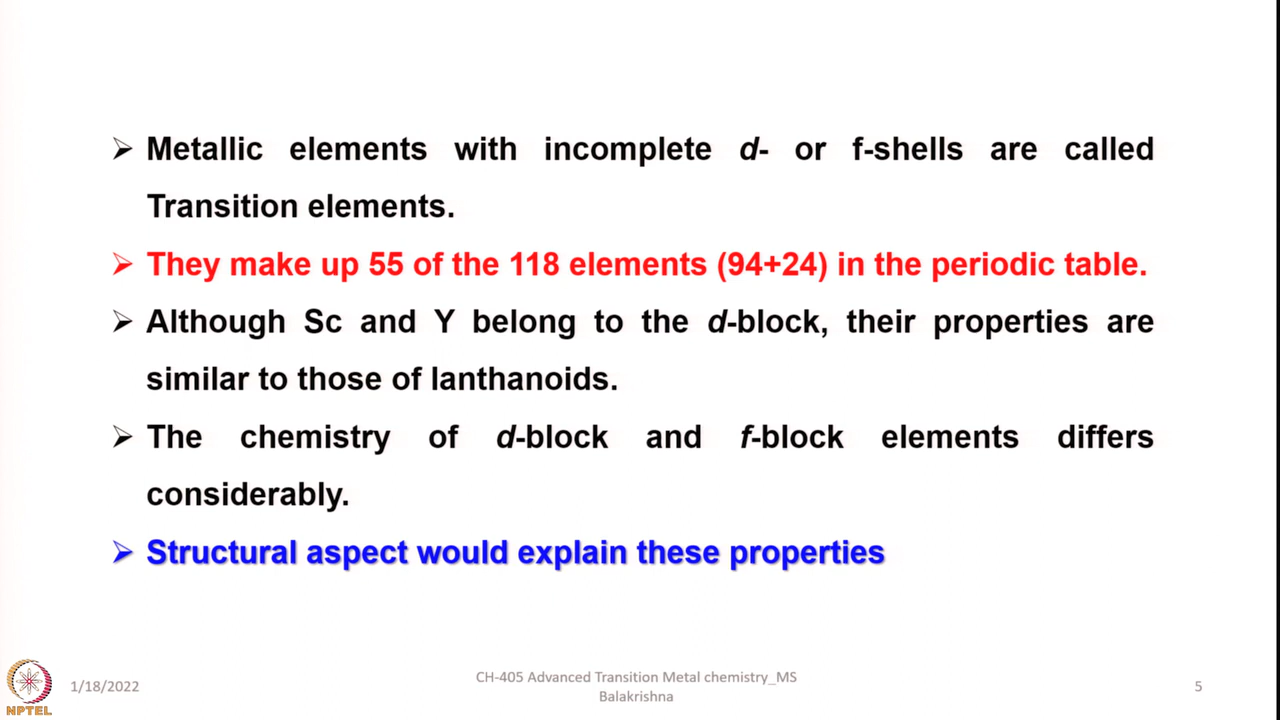 ➢ Metallic elements with incomplete d- or f-shells are called
Transition elements.
➢ They make up 55 of the 118 elements (94+24) in the periodic table.
➢ Although Sc and Y belong to the d-block, their properties are
similar to those of lanthanoids.
➢ The chemistry of d-block and f-block elements differs
considerably.
➢ Structural aspect would explain these properties
NPTEL
1/18/2022
CH-405 Advanced Transition Metal chemistry_MS
Balakrishna
5